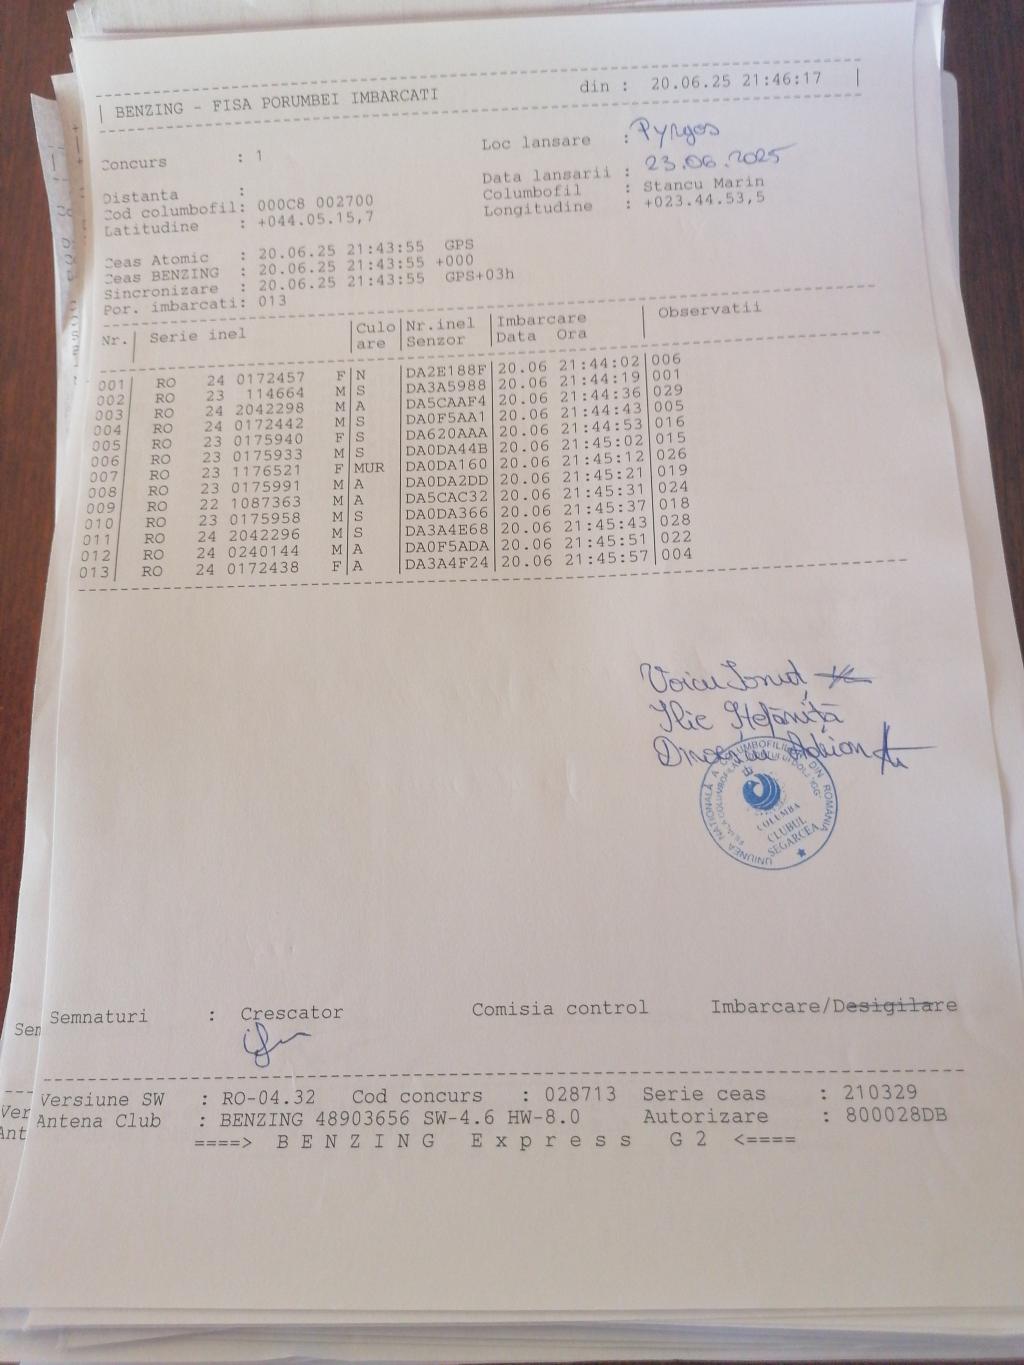 BENZING - FISA PORUMBEI IMBARCATI din : 20.06.25 21:46:17
Concurs : 1 Loc lansare : Pyrgos
Data lansarii : 23.06.2025
Distanta : Columbofil : Stancu Marin
Cod columbofil: 000C8 002700 Longitudine : +023.44.53,5
Latitudine : +044.05.15,7
Ceas Atomic : 20.06.25 21:43:55 GPS
Ceas BENZING : 20.06.25 21:43:55 +000
Sincronizare : 20.06.25 21:43:55 GPS+03h
Por. imbarcati: 013
Nr. Serie inel Culo Nr.inel Imbarcare Observatii
are Senzor Data Ora
001 RO 24 0172457 F N DA2E188F 20.06 21:44:02 006
002 RO 23 114664 M S DA3A5988 20.06 21:44:19 001
003 RO 24 2042298 M A DA5CAAF4 20.06 21:44:36 029
004 RO 24 0172442 M S DA0F5AA1 20.06 21:44:43 005
005 RO 23 0175940 F S DA620AAA 20.06 21:44:53 016
006 RO 23 0175933 M S DA0DA44B 20.06 21:45:02 015
007 RO 23 1176521 F MUR DA0DA160 20.06 21:45:12 026
008 RO 23 0175991 M A DA0DA2DD 20.06 21:45:21 019
009 RO 22 1087363 M A DA5CAC32 20.06 21:45:31 024
010 RO 23 0175958 M S DA0DA366 20.06 21:45:37 018
011 RO 24 2042296 M S DA3A4E68 20.06 21:45:43 028
012 RO 24 0240144 M A DA0F5ADA 20.06 21:45:51 022
013 RO 24 0172438 F A DA3A4F24 20.06 21:45:57 004
Voicu Ionuț
Ilie Ștefăniță
Adrian
UNIUNEA NAȚIONALĂ A COLUMBOFILILOR DIN ROMANIA
COLUMBA
CLUBUL
SEGARCEA
Semnaturi : Crescator Comisia control Imbarcare/Desigilare
Versiune SW : RO-04.32 Cod concurs : 028713 Serie ceas : 210329
Antena Club : BENZING 48903656 SW-4.6 HW-8.0 Autorizare : 800028DB
====> B E N Z I N G E x p r e s s G 2 <====